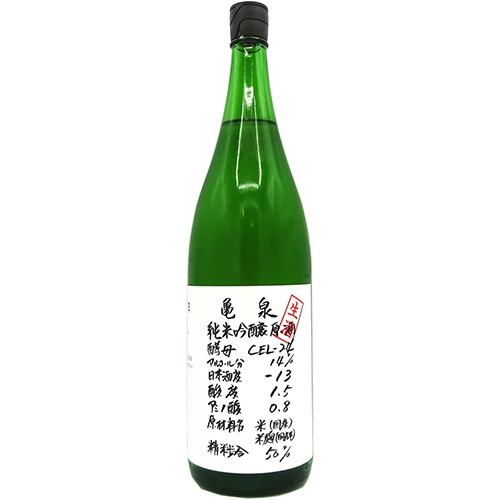 亀泉
生酒
純米吟醸原酒
酵母 CEL-24
アルコール分 14%
日本酒度 -13
酸度 1.5
アミノ酸 0.8
原材料名 米(国産)
米麹(国産米)
精米歩合 50%